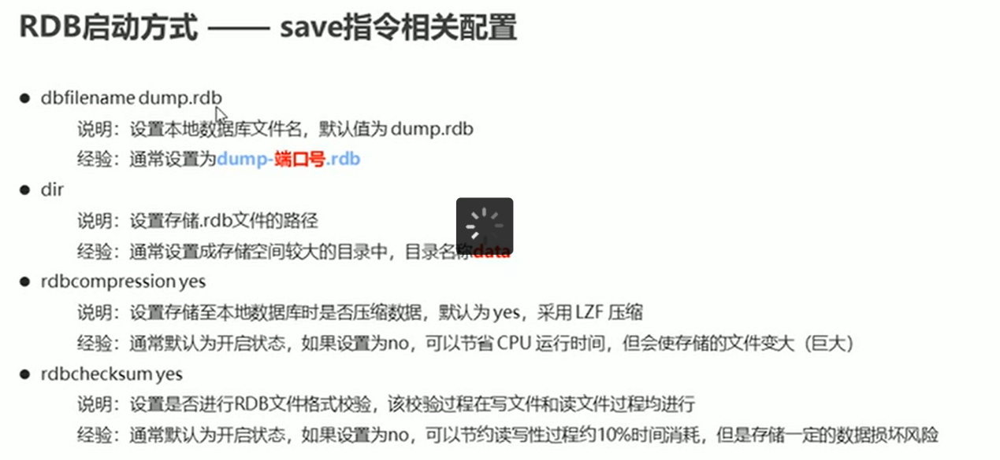 RDB启动方式 —— save指令相关配置
● dbfilename dump.rdb
说明：设置本地数据库文件名，默认值为 dump.rdb
经验：通常设置为dump-端口号.rdb
● dir
说明：设置存储.rdb文件的路径
经验：通常设置成存储空间较大的目录中，目录名称data
● rdbcompression yes
说明：设置存储至本地数据库时是否压缩数据，默认为 yes，采用 LZF 压缩
经验：通常默认为开启状态，如果设置为no，可以节省 CPU 运行时间，但会使存储的文件变大（巨大）
● rdbchecksum yes
说明：设置是否进行RDB文件格式校验，该校验过程在写文件和读文件过程均进行
经验：通常默认为开启状态，如果设置为no，可以节约读写性过程约10%时间消耗，但是存储一定的数据损坏风险